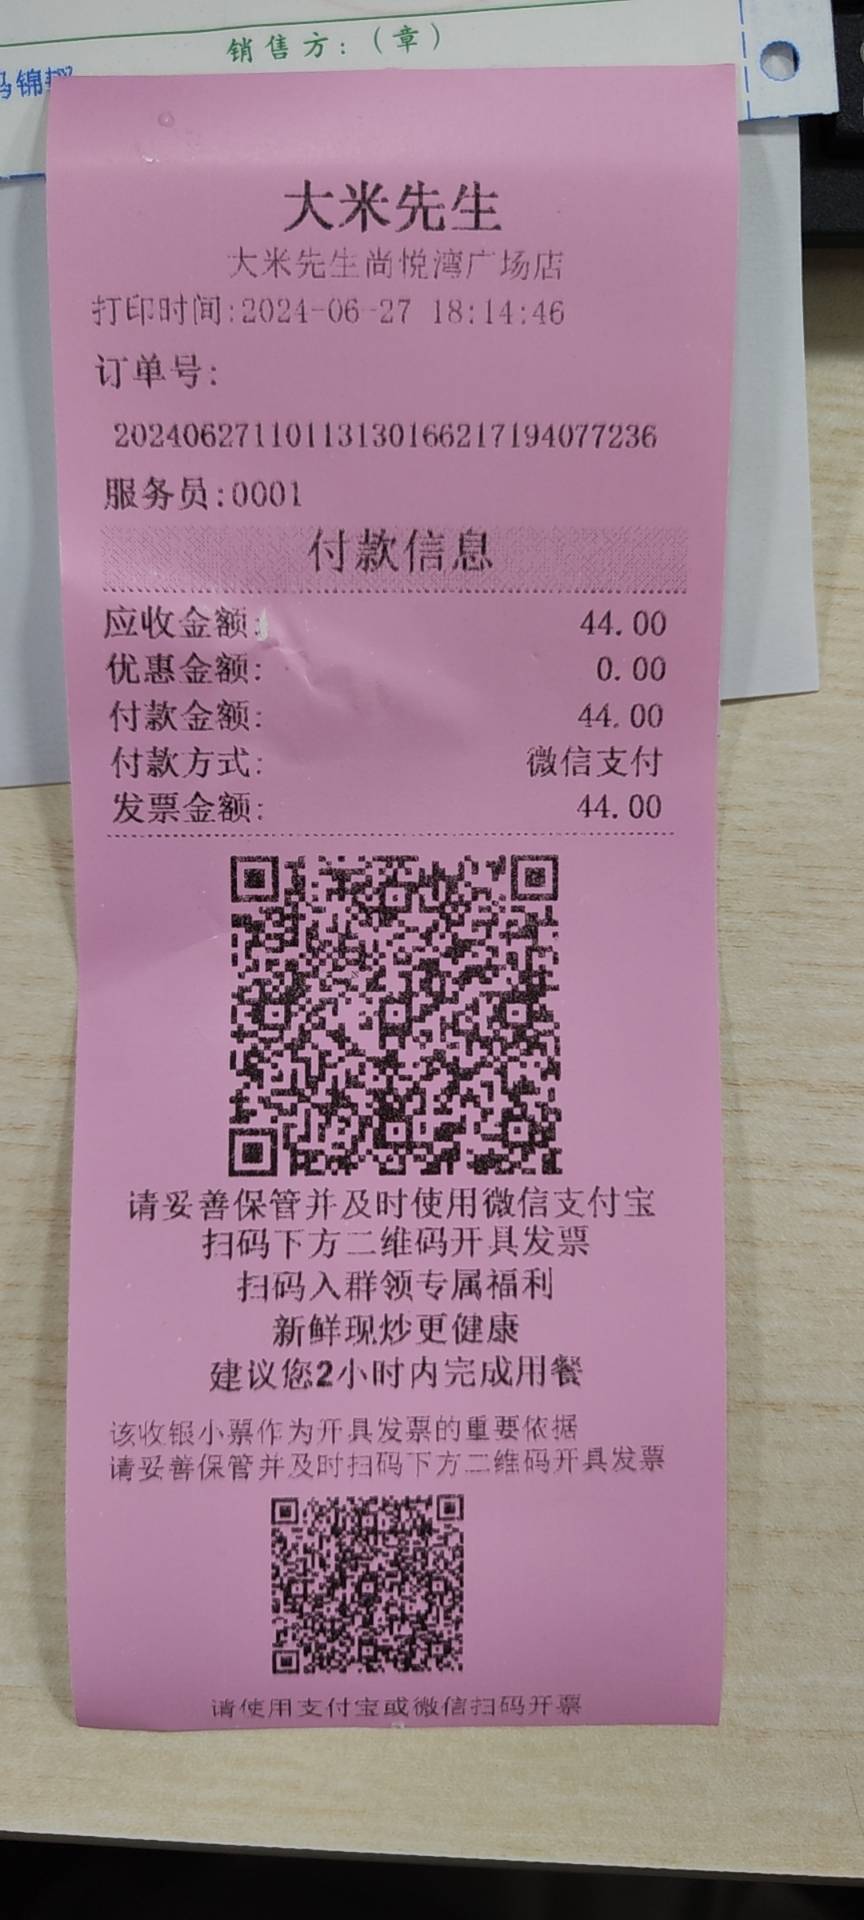 销售方：（章）
大米先生
大米先生尚悦湾广场店
打印时间:2024-06-27 18:14:46
订单号:
2024062711011313016621719407​7236
服务员:0001
付款信息
应收金额: 44.00
优惠金额: 0.00
付款金额: 44.00
付款方式: 微信支付
发票金额: 44.00
请妥善保管并及时使用微信支付宝
扫码下方二维码开具发票
扫码入群领专属福利
新鲜现炒更健康
建议您2小时内完成用餐
该收银小票作为开具发票的重要依据
请妥善保管并及时扫码下方二维码开具发票
请使用支付宝或微信扫码开票